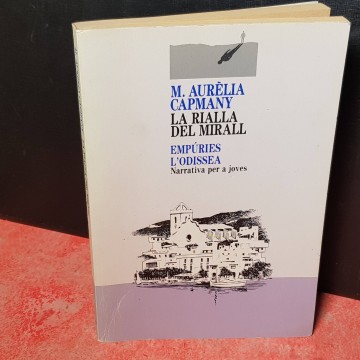 M. AURÈLIA
CAPMANY
LA RIALLA
DEL MIRALL
EMPÚRIES
L'ODISSEA
Narrativa per a joves